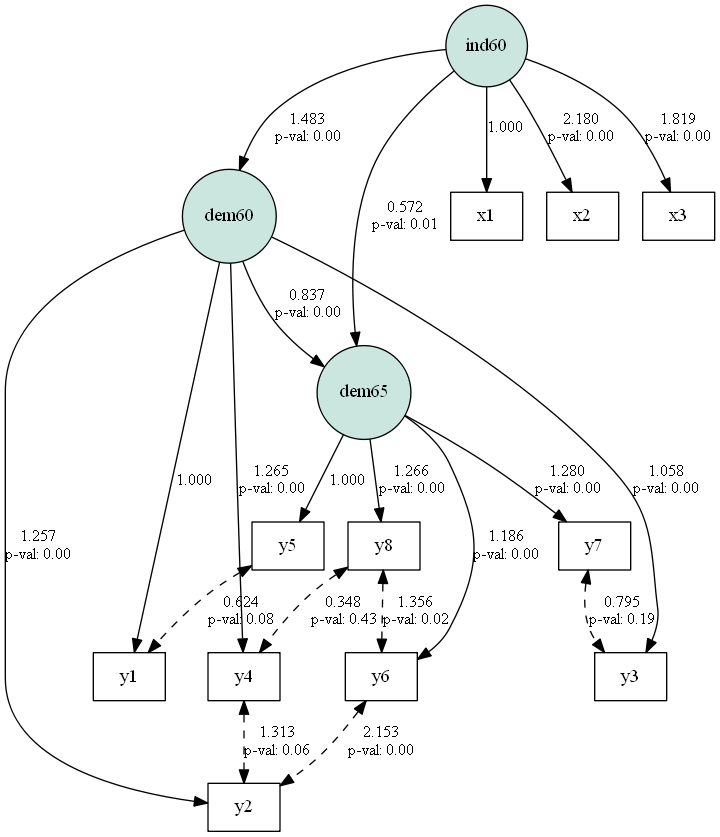 ind60
1.483
p-val: 0.00
1.000
2.180
p-val: 0.00
1.819
p-val: 0.00
dem60
0.572
p-val: 0.01
x1
x2
x3
0.837
p-val: 0.00
dem65
1.257
p-val: 0.00
1.000
1.265
p-val: 0.00
1.000
1.266
p-val: 0.00
1.186
p-val: 0.00
1.280
p-val: 0.00
1.058
p-val: 0.00
y5
y8
y7
0.624
p-val: 0.08
0.348
p-val: 0.43
1.356
p-val: 0.02
0.795
p-val: 0.19
y1
y4
y6
y3
1.313
p-val: 0.06
2.153
p-val: 0.00
y2